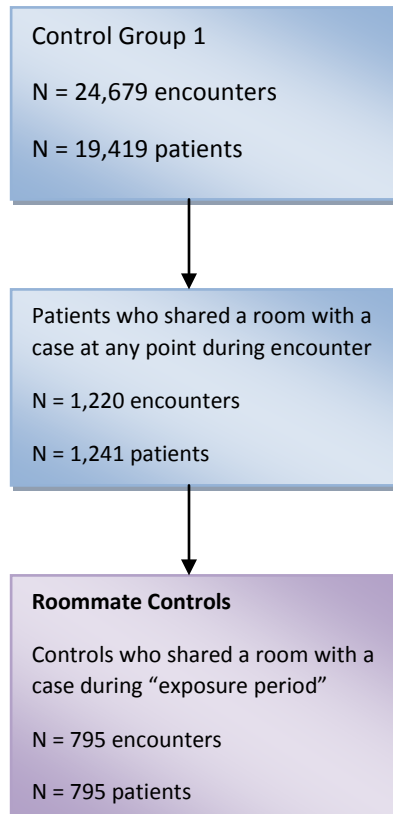 Control Group 1
N = 24,679 encounters
N = 19,419 patients
Patients who shared a room with a
case at any point during encounter
N = 1,220 encounters
N = 1,241 patients
Roommate Controls
Controls who shared a room with a
case during “exposure period”
N = 795 encounters
N = 795 patients